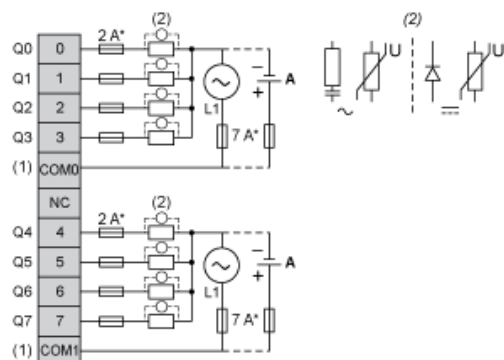 (2)
(2)
Q0 0 2 A*
Q1 1
Q2 2
Q3 3
L1
7 A*
− + A
(1) COM0
NC
(2)
Q4 4 2 A*
Q5 5
Q6 6
Q7 7
L1
7 A*
− + A
(1) COM1
U
U